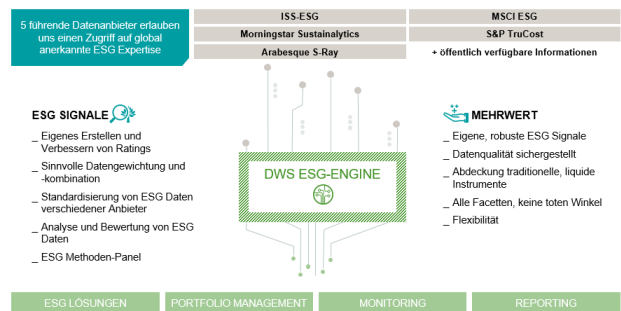 5 führende Datenanbieter erlauben
uns einen Zugriff auf global
anerkannte ESG Expertise
ISS-ESG
MSCI ESG
Morningstar Sustainalytics
S&P TruCost
Arabesque S-Ray
+ öffentlich verfügbare Informationen
ESG SIGNALE
_ Eigenes Erstellen und
Verbessern von Ratings
_ Sinnvolle Datengewichtung und
-kombination
_ Standardisierung von ESG Daten
verschiedener Anbieter
_ Analyse und Bewertung von ESG
Daten
_ ESG Methoden-Panel
DWS ESG-ENGINE
MEHRWERT
_ Eigene, robuste ESG Signale
_ Datenqualität sichergestellt
_ Abdeckung traditionelle, liquide
Instrumente
_ Alle Facetten, keine toten Winkel
_ Flexibilität
ESG LÖSUNGEN
PORTFOLIO MANAGEMENT
MONITORING
REPORTING